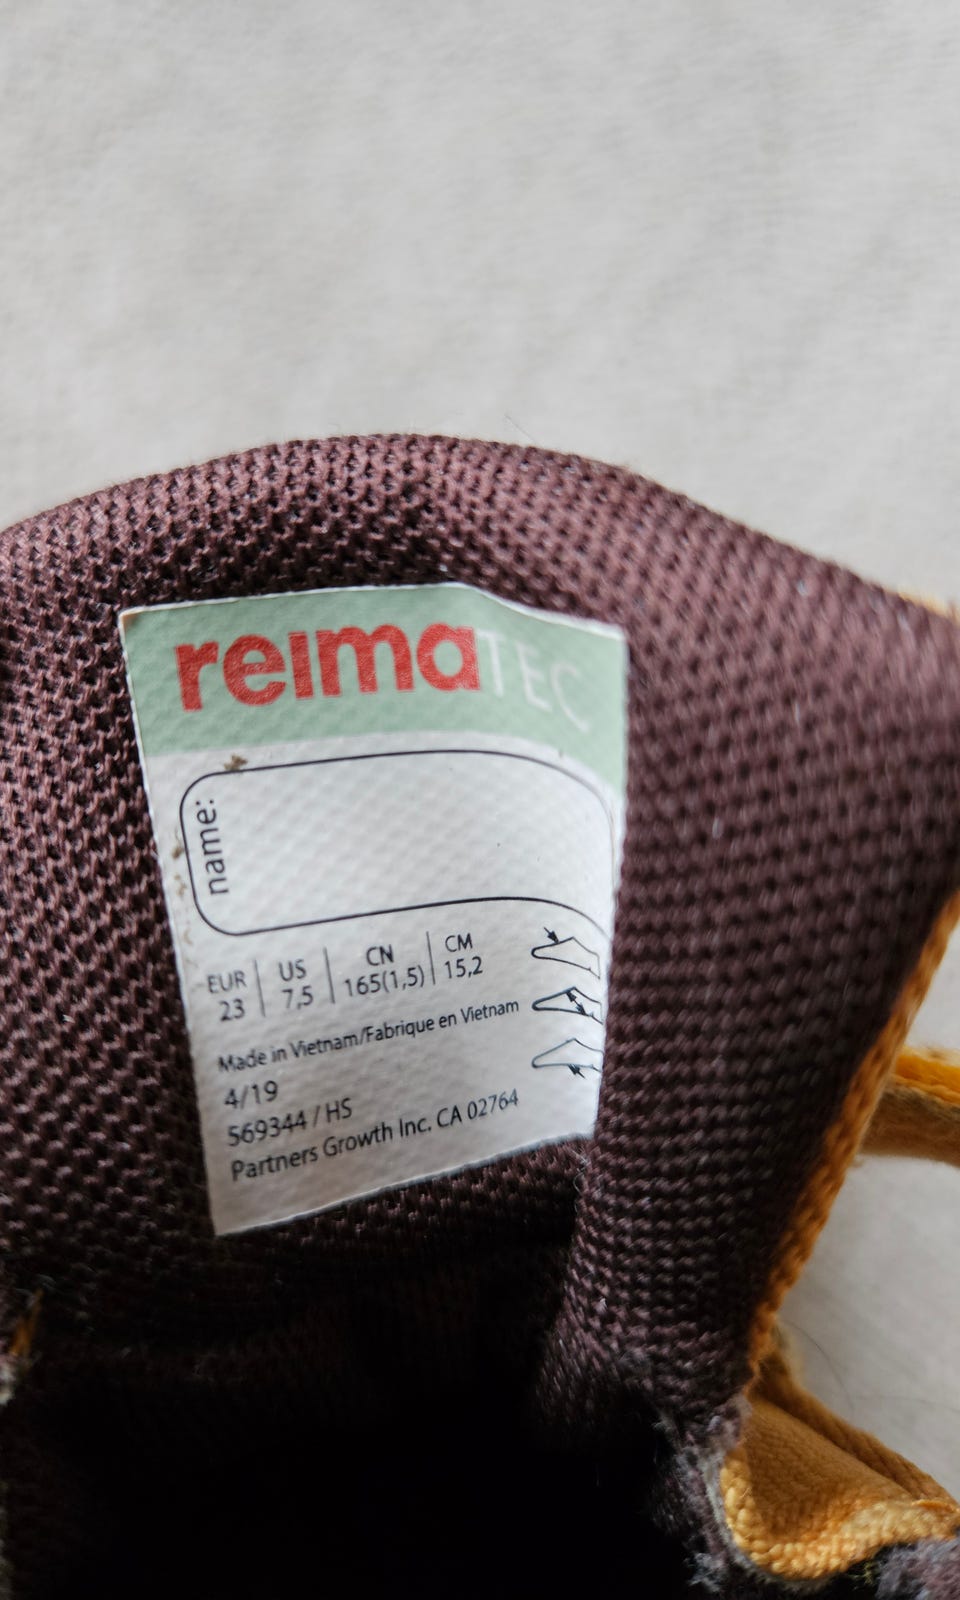 reimaTEC
name:
EUR US CN CM
23 7,5 165(1,5) 15,2
Made in Vietnam/Fabrique en Vietnam
4/19
569344 / HS
Partners Growth Inc. CA 02764